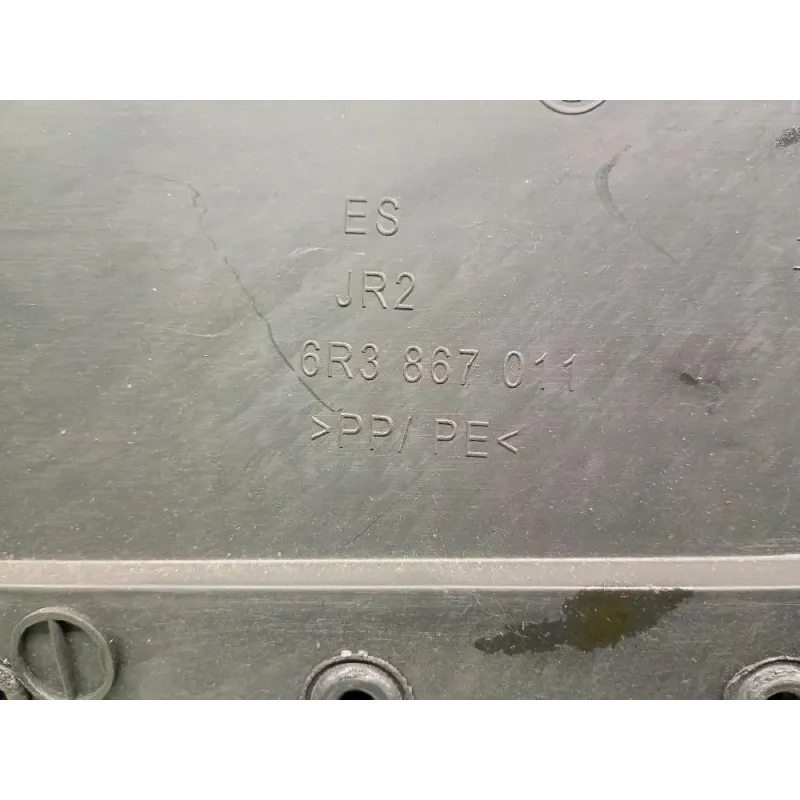 ES
JR2
6R3 867 011
>PP/ PE<